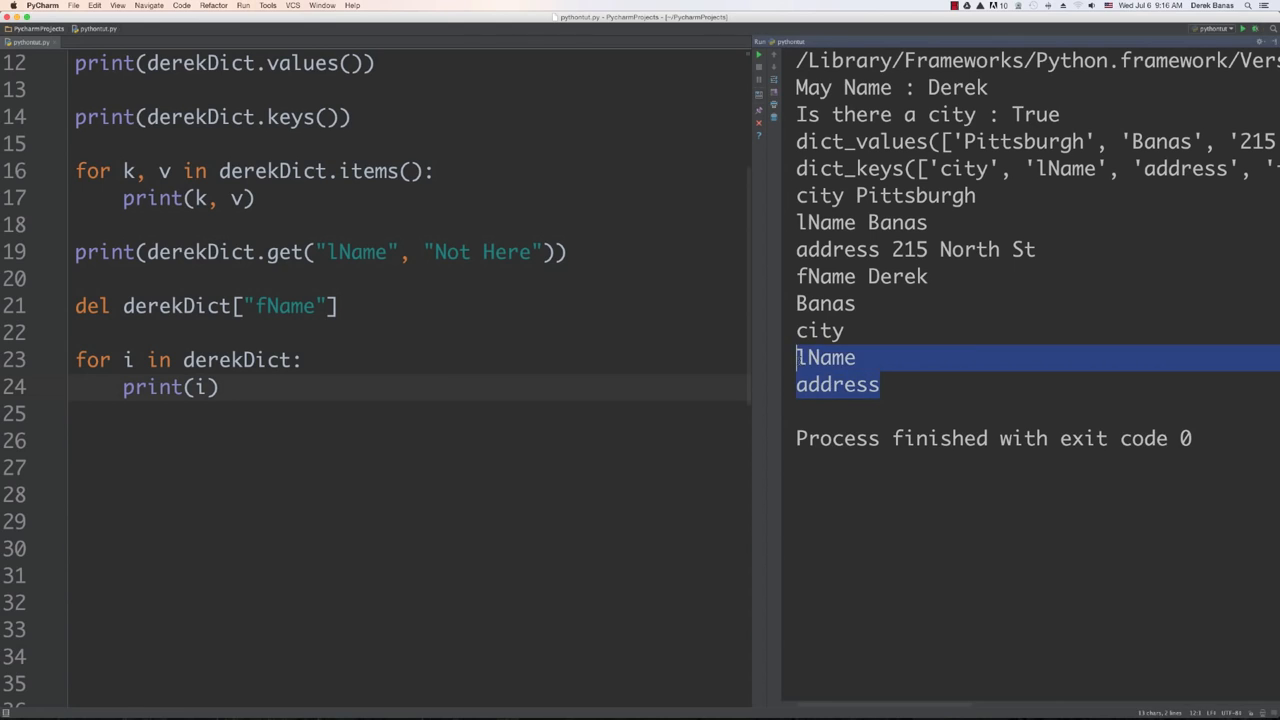 PyCharm File Edit View Navigate Code Refactor Run Tools VCS Window Help
10 Wed Jul 6 9:16 AM Derek Banas
pythontut.py - PycharmProjects - [~/PycharmProjects]
PycharmProjects pythontut.py
pythontut
pythontut.py
Run pythontut
12 print(derekDict.values())
13
14 print(derekDict.keys())
15
16 for k, v in derekDict.items():
17 print(k, v)
18
19 print(derekDict.get("lName", "Not Here"))
20
21 del derekDict["fName"]
22
23 for i in derekDict:
24 print(i)
25
26
27
28
29
30
31
32
33
34
35
/Library/Frameworks/Python.framework/Vers
May Name : Derek
Is there a city : True
dict_values(['Pittsburgh', 'Banas', '215
dict_keys(['city', 'lName', 'address', '
city Pittsburgh
lName Banas
address 215 North St
fName Derek
Banas
city
lName
address
Process finished with exit code 0
13 chars, 2 lines 12:1 LF÷ UTF-8÷